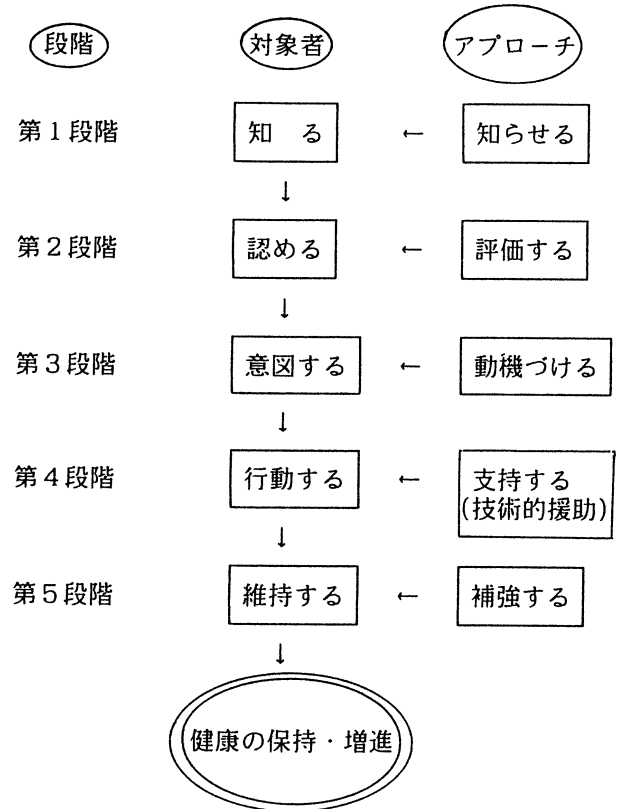 段階 対象者 アプローチ
第1段階 知 る ← 知らせる
↓
第2段階 認める ← 評価する
↓
第3段階 意図する ← 動機づける
↓
第4段階 行動する ← 支持する
(技術的援助)
↓
第5段階 維持する ← 補強する
↓
健康の保持・増進